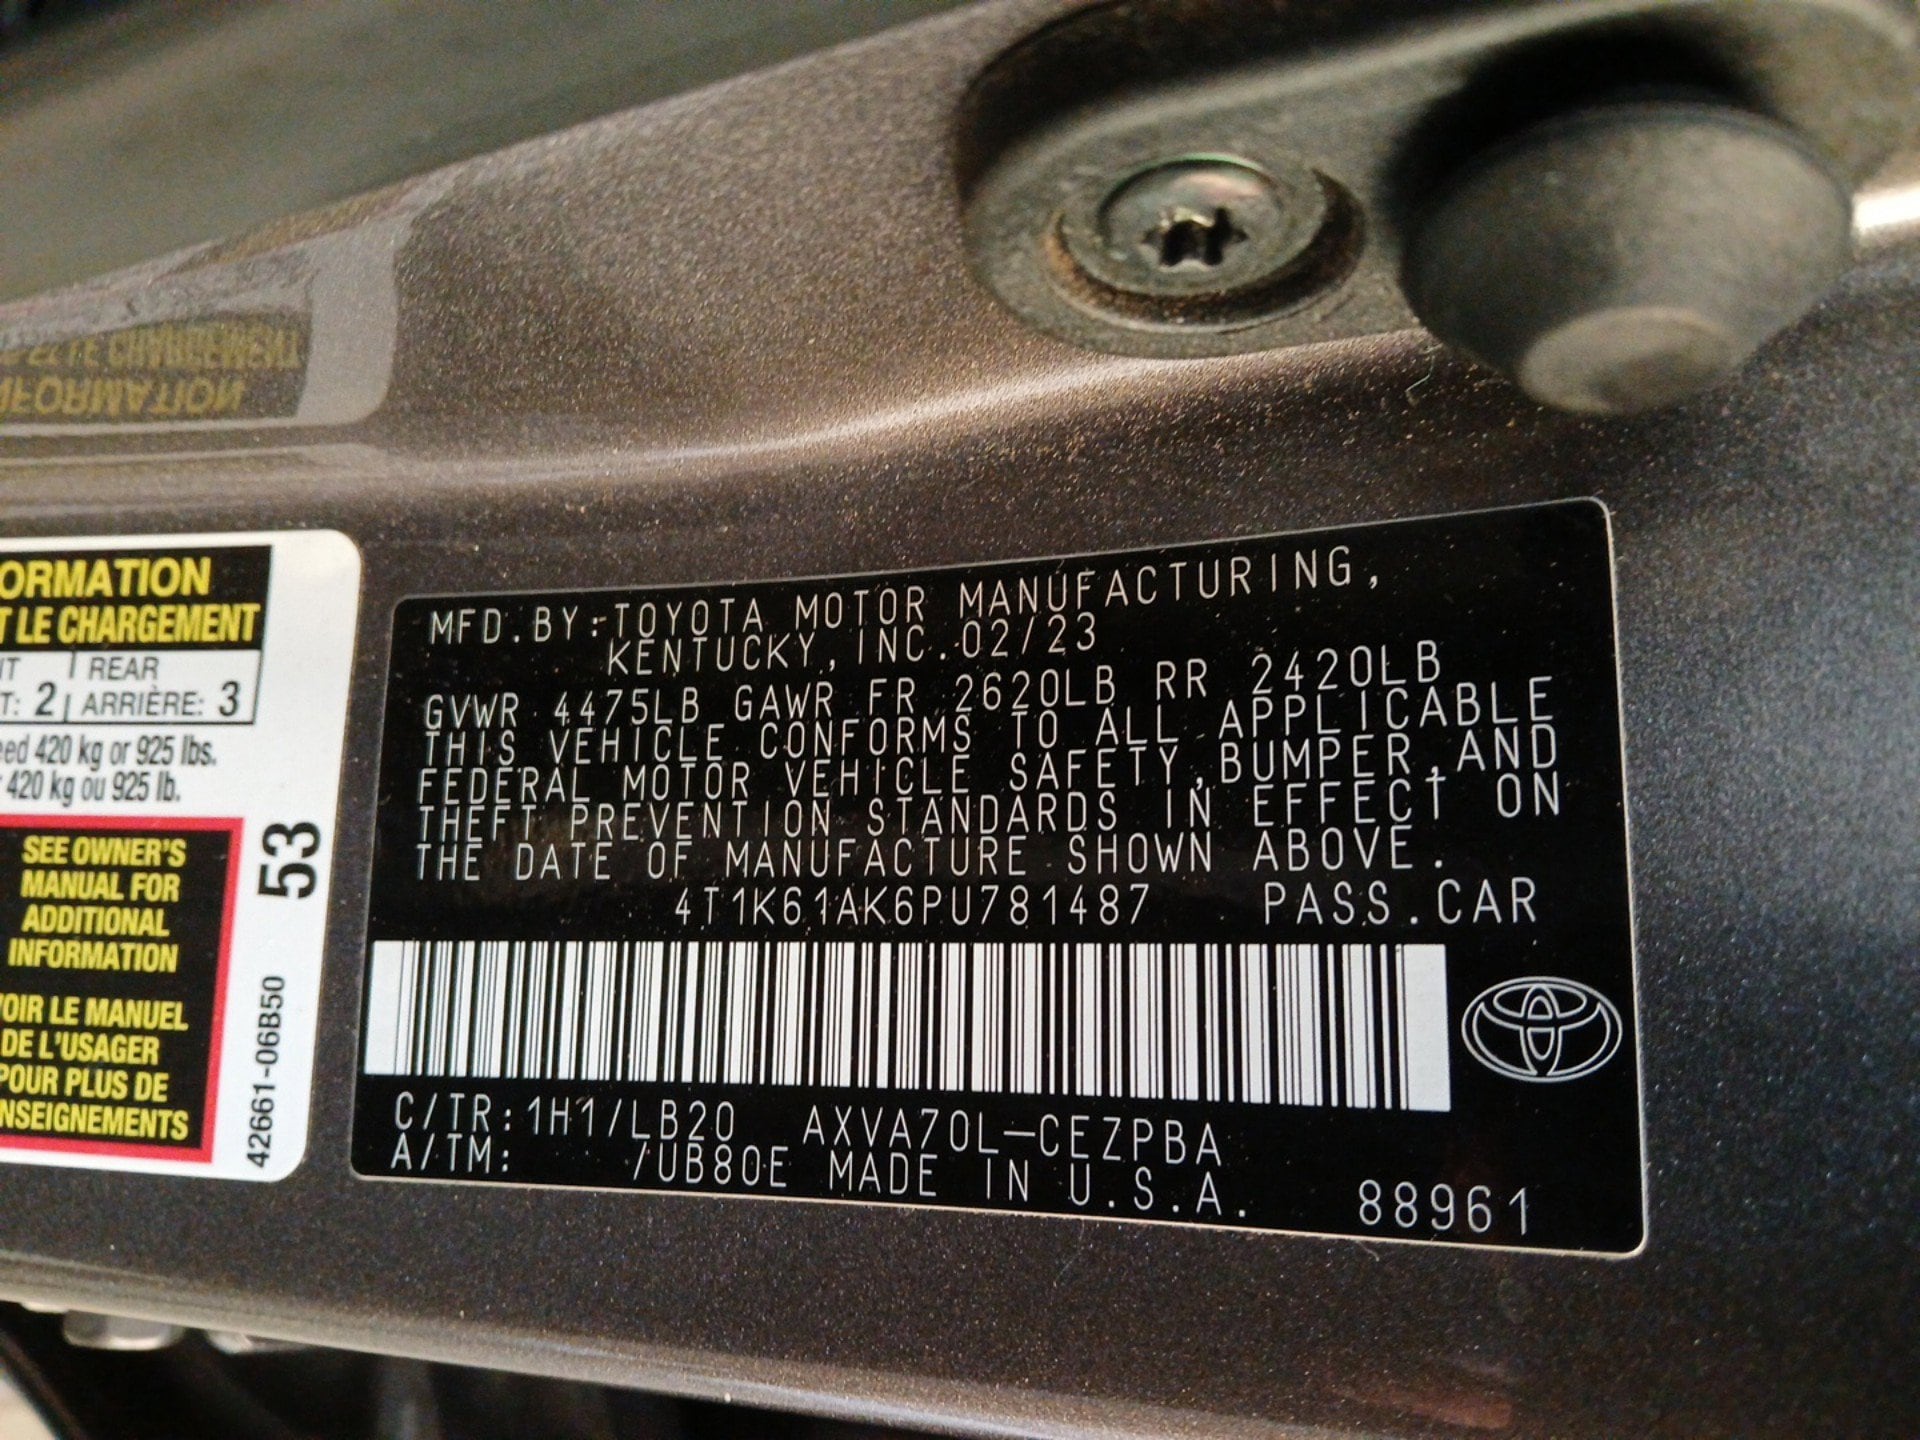 ORMATION
T LE CHARGEMENT
REAR
T: 2 ARRIÈRE: 3
420 kg or 925 lbs.
420 kg ou 925 lb.
SEE OWNER'S
MANUAL FOR
ADDITIONAL
INFORMATION
VOIR LE MANUEL
DE L'USAGER
POUR PLUS DE
NSEIGNEMENTS
53
42661-06B50
MFD.BY:TOYOTA MOTOR MANUFACTURING,
KENTUCKY, INC.02/23
GVWR 4475LB GAWR FR 2620LB RR 2420LB
THIS VEHICLE CONFORMS TO ALL APPLICABLE
FEDERAL MOTOR VEHICLE SAFETY,BUMPER,AND
THEFT PREVENTION STANDARDS IN EFFECT ON
THE DATE OF MANUFACTURE SHOWN ABOVE.
4T1K61AK6PU781487 PASS.CAR
C/TR:1H1/LB20 AXVA70L-CEZPBA
A/TM: /UB80E MADE IN U.S.A.
88961